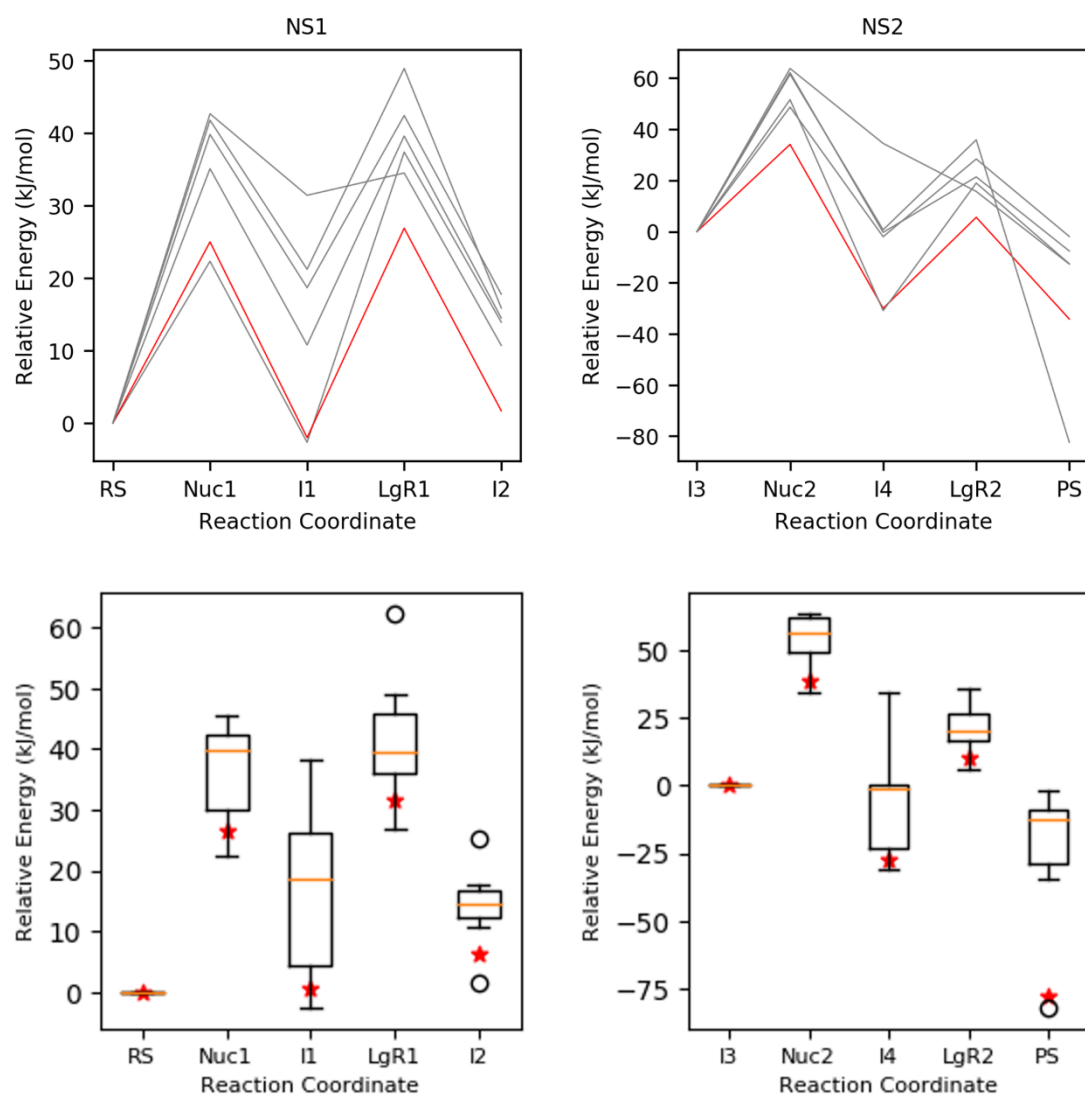 NS1
Relative Energy (kJ/mol)
50
40
30
20
10
0
RS Nuc1 I1 LgR1 I2
Reaction Coordinate
NS2
Relative Energy (kJ/mol)
60
40
20
0
−20
−40
−60
−80
I3 Nuc2 I4 LgR2 PS
Reaction Coordinate
Relative Energy (kJ/mol)
60
50
40
30
20
10
0
RS Nuc1 I1 LgR1 I2
Reaction Coordinate
Relative Energy (kJ/mol)
50
25
0
−25
−50
−75
I3 Nuc2 I4 LgR2 PS
Reaction Coordinate